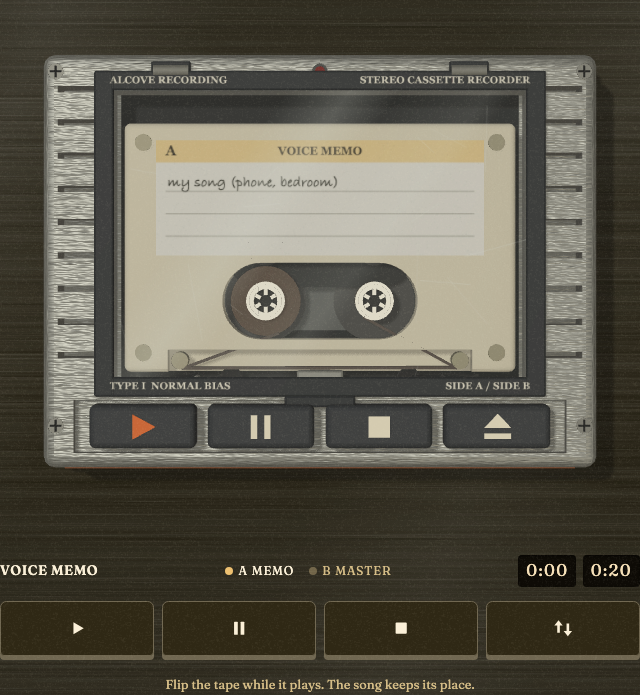 ALCOVE RECORDING STEREO CASSETTE RECORDER
A VOICE MEMO
my song (phone, bedroom)
TYPE I NORMAL BIAS SIDE A / SIDE B
VOICE MEMO A MEMO B MASTER 0:00 0:20
Flip the tape while it plays. The song keeps its place.